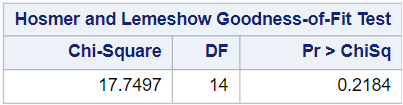 Hosmer and Lemeshow Goodness-of-Fit Test
Chi-Square DF Pr > ChiSq
17.7497 14 0.2184